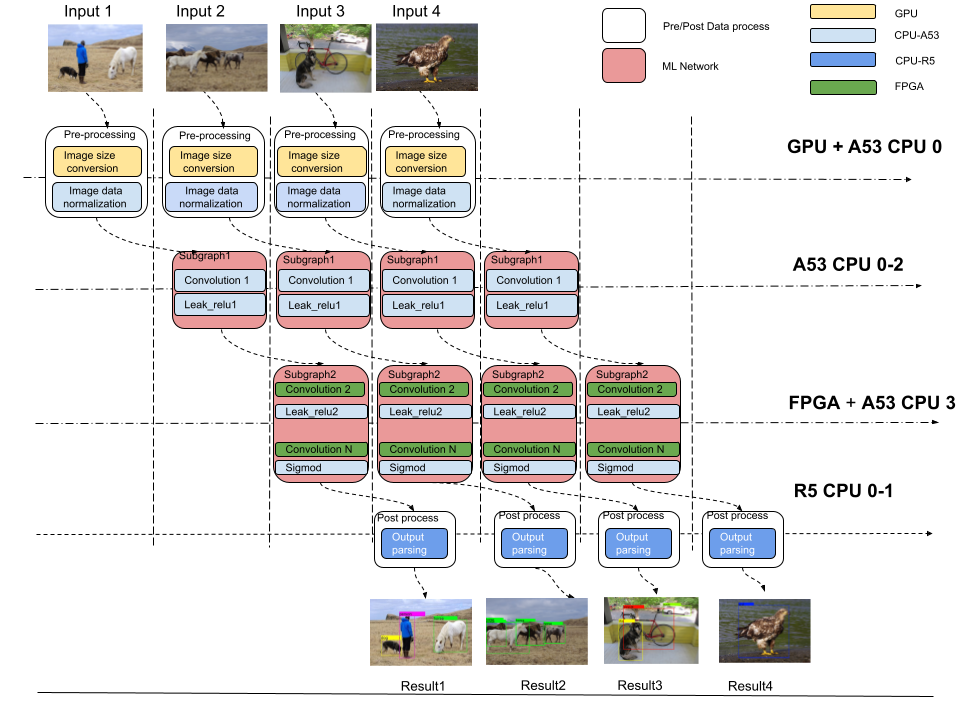 Input 1
Input 2
Input 3
Input 4
Pre/Post Data process
ML Network
GPU
CPU-A53
CPU-R5
FPGA
Pre-processing
Image size
conversion
Image data
normalization
Pre-processing
Image size
conversion
Image data
normalization
Pre-processing
Image size
conversion
Image data
normalization
Pre-processing
Image size
conversion
Image data
normalization
GPU + A53 CPU 0
Subgraph1
Convolution 1
Leak_relu1
Subgraph1
Convolution 1
Leak_relu1
Subgraph1
Convolution 1
Leak_relu1
Subgraph1
Convolution 1
Leak_relu1
A53 CPU 0-2
Subgraph2
Convolution 2
Leak_relu2
Convolution N
Sigmod
Subgraph2
Convolution 2
Leak_relu2
Convolution N
Sigmod
Subgraph2
Convolution 2
Leak_relu2
Convolution N
Sigmod
Subgraph2
Convolution 2
Leak_relu2
Convolution N
Sigmod
FPGA + A53 CPU 3
R5 CPU 0-1
Post process
Output
parsing
Post process
Output
parsing
Post process
Output
parsing
Post process
Output
parsing
Result1
Result2
Result3
Result4